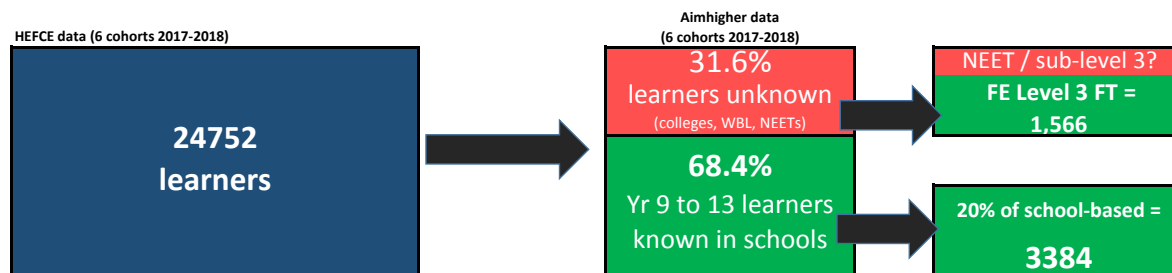 HEFCE data (6 cohorts 2017-2018)
24752
learners
Aimhigher data
(6 cohorts 2017-2018)
31.6%
learners unknown
(colleges, WBL, NEETs)
68.4%
Yr 9 to 13 learners
known in schools
NEET / sub-level 3?
FE Level 3 FT =
1,566
20% of school-based =
3384